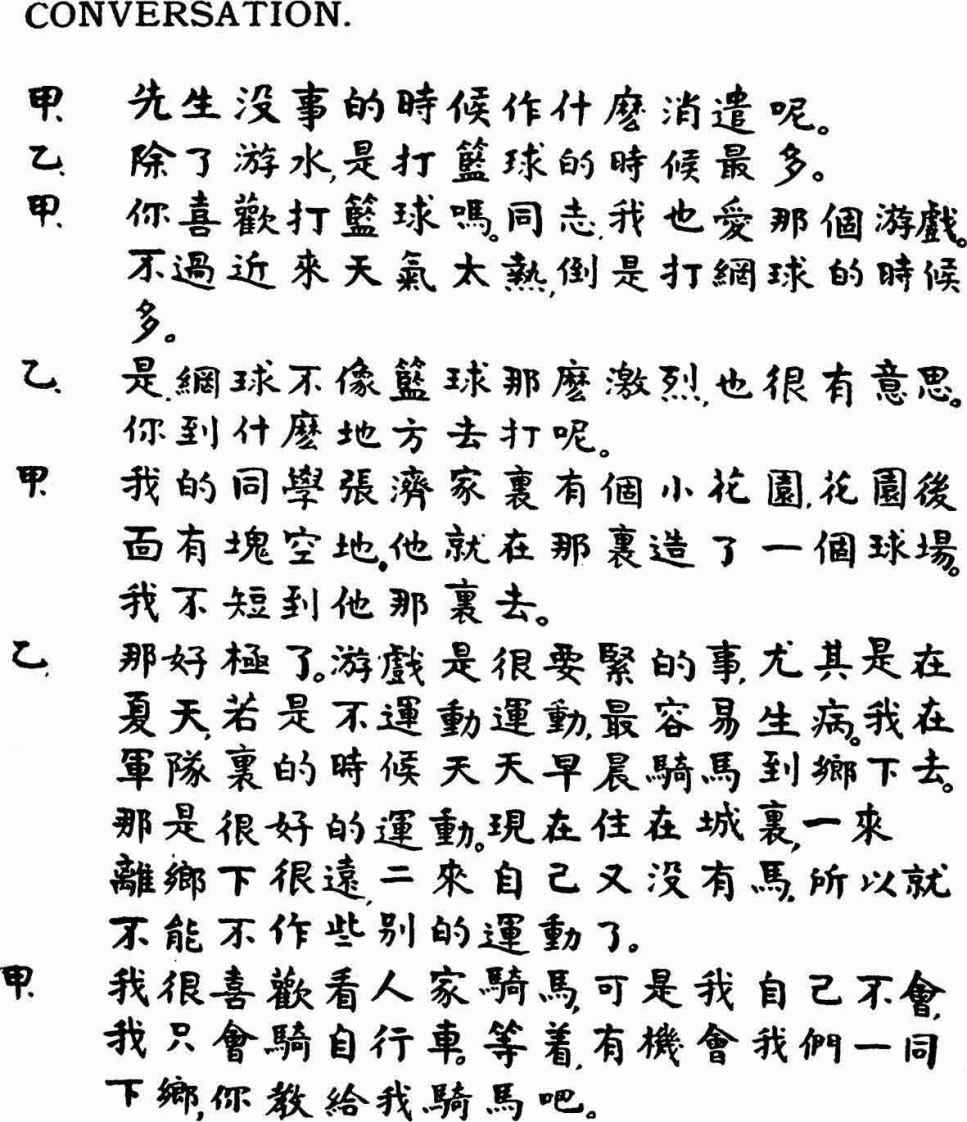 CONVERSATION.
甲. 先生没事的時候作什麽消遣呢。
乙. 除了游水,是打籃球的時候最多。
甲. 你喜歡打籃球嗎。同志,我也愛那個游戲。
不過近來天氣太熱,倒是打網球的時候
多。
乙. 是,網球不像籃球那麽激烈,也很有意思。
你到什麽地方去打呢。
甲. 我的同學張濟家裏有個小花園,花園後
面有塊空地,他就在那裏造了一個球場。
我不短到他那裏去。
乙. 那好極了。游戲是很要緊的事,尤其是在
夏天,若是不運動運動,最容易生病。我在
軍隊裏的時候天天早晨騎馬到鄉下去。
那是很好的運動。現在住在城裏,一來
離鄉下很遠,二來自己又没有馬,所以就
不能不作些别的運動了。
甲. 我很喜歡看人家騎馬,可是我自己不會,
我只會騎自行車。等着,有機會我們一同
下鄉,你教給我騎馬吧。